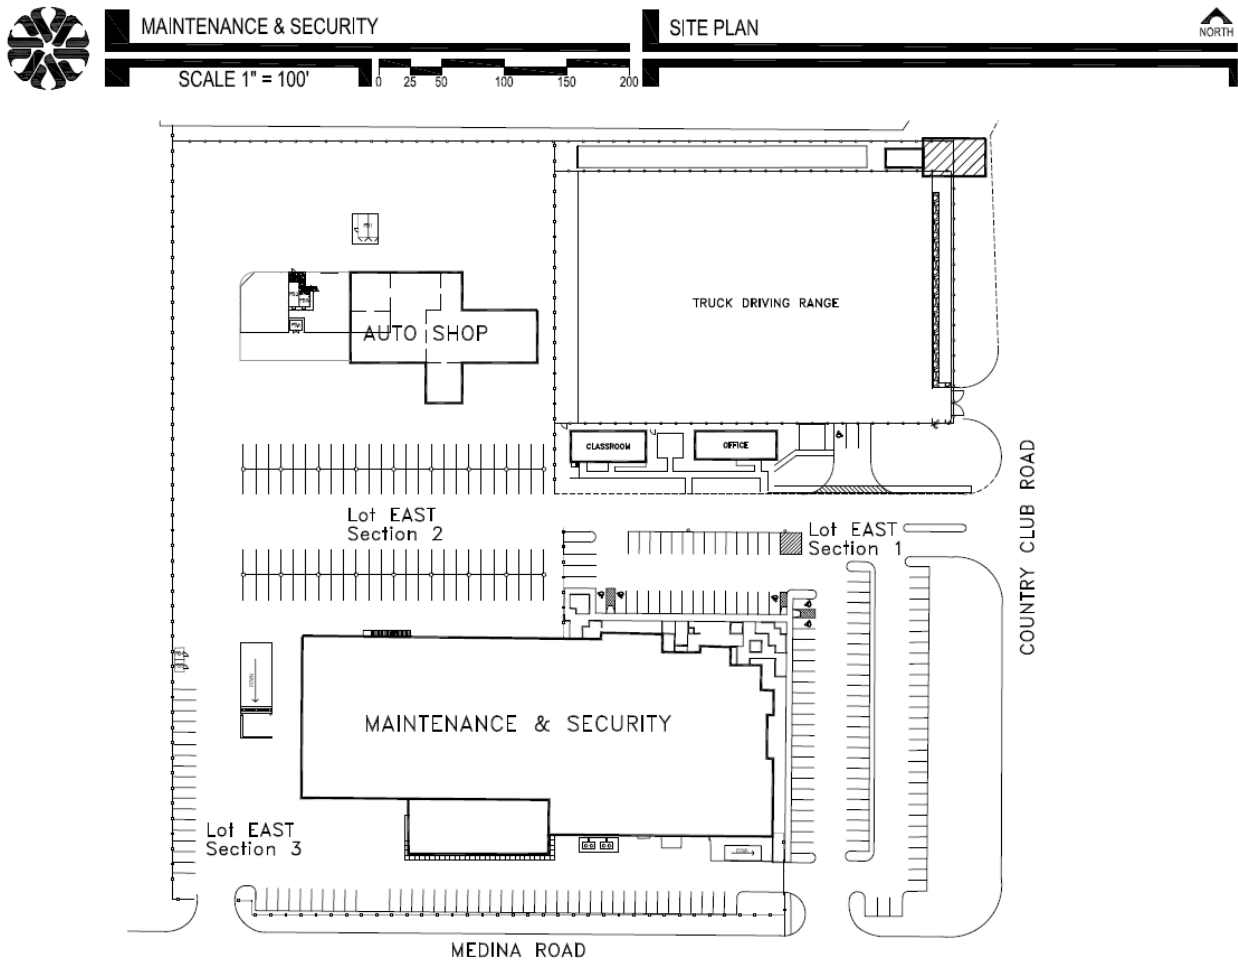 MAINTENANCE & SECURITY
SITE PLAN
NORTH
SCALE 1" = 100'
0 25 50 100 150 200
TRUCK DRIVING RANGE
AUTO SHOP
CLASSROOM
OFFICE
Lot EAST
Section 2
Lot EAST
Section 1
COUNTRY CLUB ROAD
MAINTENANCE & SECURITY
Lot EAST
Section 3
MEDINA ROAD